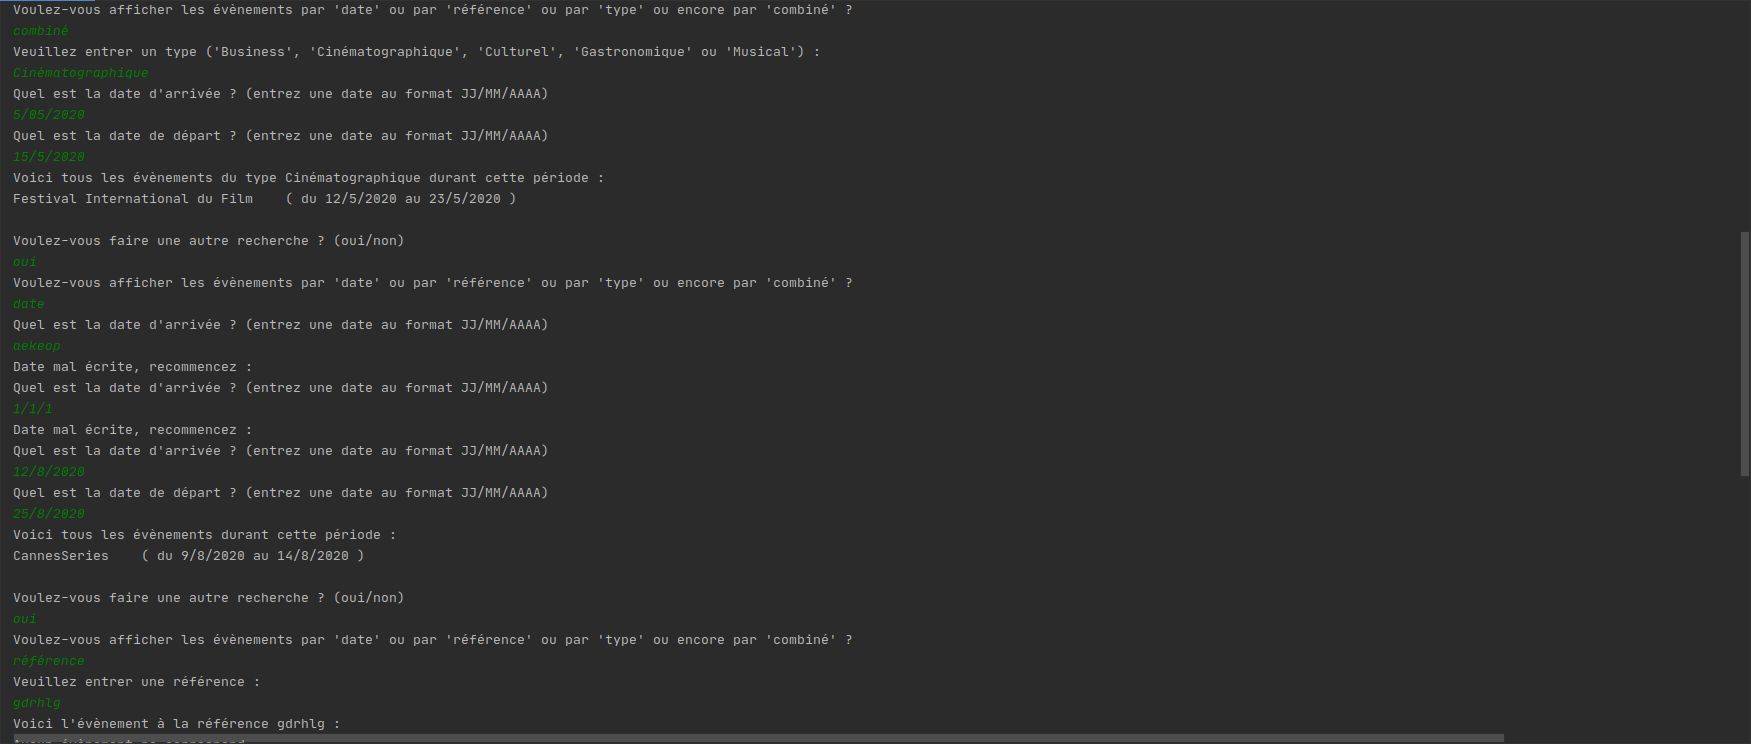 Voulez-vous afficher les évènements par 'date' ou par 'référence' ou par 'type' ou encore par 'combiné' ?
combiné
Veuillez entrer un type ('Business', 'Cinématographique', 'Culturel', 'Gastronomique' ou 'Musical') :
Cinématographique
Quel est la date d'arrivée ? (entrez une date au format JJ/MM/AAAA)
5/05/2020
Quel est la date de départ ? (entrez une date au format JJ/MM/AAAA)
15/5/2020
Voici tous les évènements du type Cinématographique durant cette période :
Festival International du Film    ( du 12/5/2020 au 23/5/2020 )
Voulez-vous faire une autre recherche ? (oui/non)
oui
Voulez-vous afficher les évènements par 'date' ou par 'référence' ou par 'type' ou encore par 'combiné' ?
date
Quel est la date d'arrivée ? (entrez une date au format JJ/MM/AAAA)
aekeop
Date mal écrite, recommencez :
Quel est la date d'arrivée ? (entrez une date au format JJ/MM/AAAA)
1/1/1
Date mal écrite, recommencez :
Quel est la date d'arrivée ? (entrez une date au format JJ/MM/AAAA)
12/8/2020
Quel est la date de départ ? (entrez une date au format JJ/MM/AAAA)
25/8/2020
Voici tous les évènements durant cette période :
CannesSeries    ( du 9/8/2020 au 14/8/2020 )
Voulez-vous faire une autre recherche ? (oui/non)
oui
Voulez-vous afficher les évènements par 'date' ou par 'référence' ou par 'type' ou encore par 'combiné' ?
référence
Veuillez entrer une référence :
gdrhlg
Voici l'évènement à la référence gdrhlg :